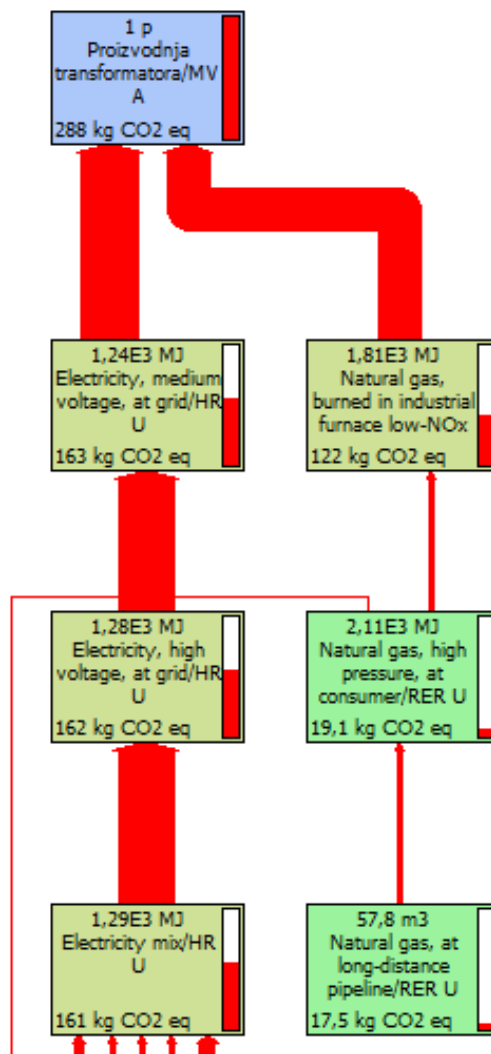 1 p
Proizvodnja
transformatora/MV
A
288 kg CO2 eq
1,24E3 MJ
Electricity, medium
voltage, at grid/HR
U
163 kg CO2 eq
1,81E3 MJ
Natural gas,
burned in industrial
furnace low-NOx
122 kg CO2 eq
1,28E3 MJ
Electricity, high
voltage, at grid/HR
U
162 kg CO2 eq
2,11E3 MJ
Natural gas, high
pressure, at
consumer/RER U
19,1 kg CO2 eq
1,29E3 MJ
Electricity mix/HR
U
161 kg CO2 eq
57,8 m3
Natural gas, at
long-distance
pipeline/RER U
17,5 kg CO2 eq